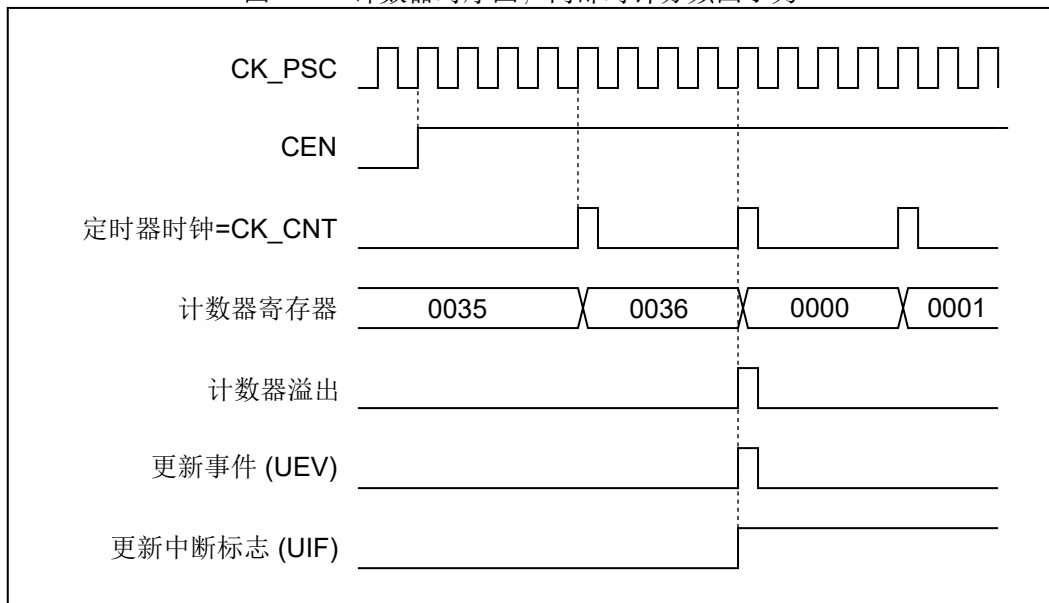 CK_PSC
CEN
定时器时钟=CK_CNT
计数器寄存器 0035 0036 0000 0001
计数器溢出
更新事件 (UEV)
更新中断标志 (UIF)